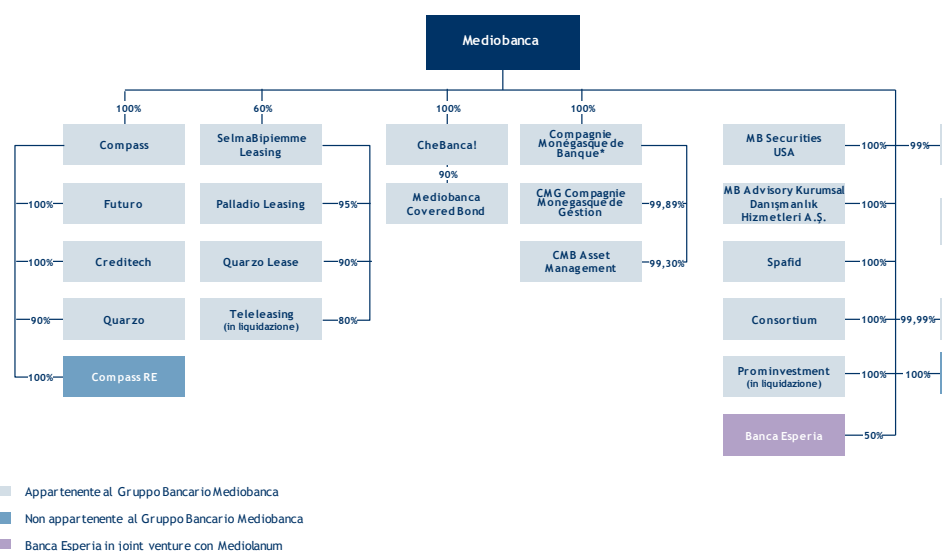 Mediobanca
100%
60%
100%
100%
Compass
SelmaBipiemme
Leasing
CheBanca!
Compagnie
Monégasque de
Banque*
MB Securities
USA
100%
99%
90%
100%
Futuro
Palladio Leasing
95%
Mediobanca
Covered Bond
CMG Compagnie
Monégasque de
Géstion
99,89%
MB Advisory Kurumsal
Danışmanlık
Hizmetleri A.Ş.
100%
100%
Creditech
Quarzo Lease
90%
CMB Asset
Management
99,30%
Spafid
100%
90%
Quarzo
Teleleasing
(in liquidazione)
80%
Consortium
100%
99,99%
100%
Compass RE
Prominvestment
(in liquidazione)
100%
100%
Banca Esperia
50%
Appartenente al Gruppo Bancario Mediobanca
Non appartenente al Gruppo Bancario Mediobanca
Banca Esperia in joint venture con Mediolanum